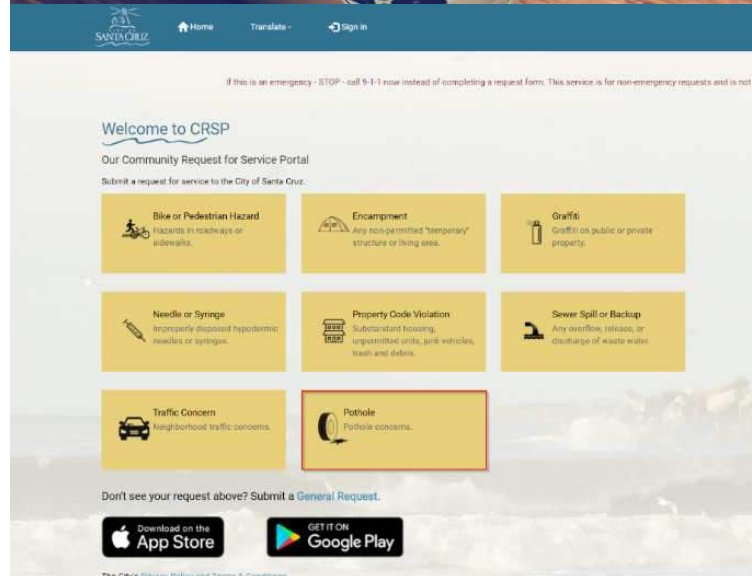 SANTA CRUZ
Home
Translate
Sign In
If this is an emergency - STOP - call 9-1-1 now instead of completing a request form. This service is for non-emergency requests and is not
Welcome to CRSP
Our Community Request for Service Portal
Submit a request for service to the City of Santa Cruz.
Bike or Pedestrian Hazard
Hazards in roadways or
sidewalks.
Encampment
Any non-permitted "temporary"
structure or living area.
Graffiti
Graffiti on public or private
property.
Needle or Syringe
Improperly disposed hypodermic
needles or syringes.
Property Code Violation
Substandard housing,
unpermitted units, junk vehicles,
trash and debris.
Sewer Spill or Backup
Any overflow, release, or
discharge of waste water.
Traffic Concern
Neighborhood traffic concerns.
Pothole
Pothole concerns.
Don't see your request above? Submit a General Request.
Download on the
App Store
GET IT ON
Google Play
The City's Privacy Policy and Terms & Conditions